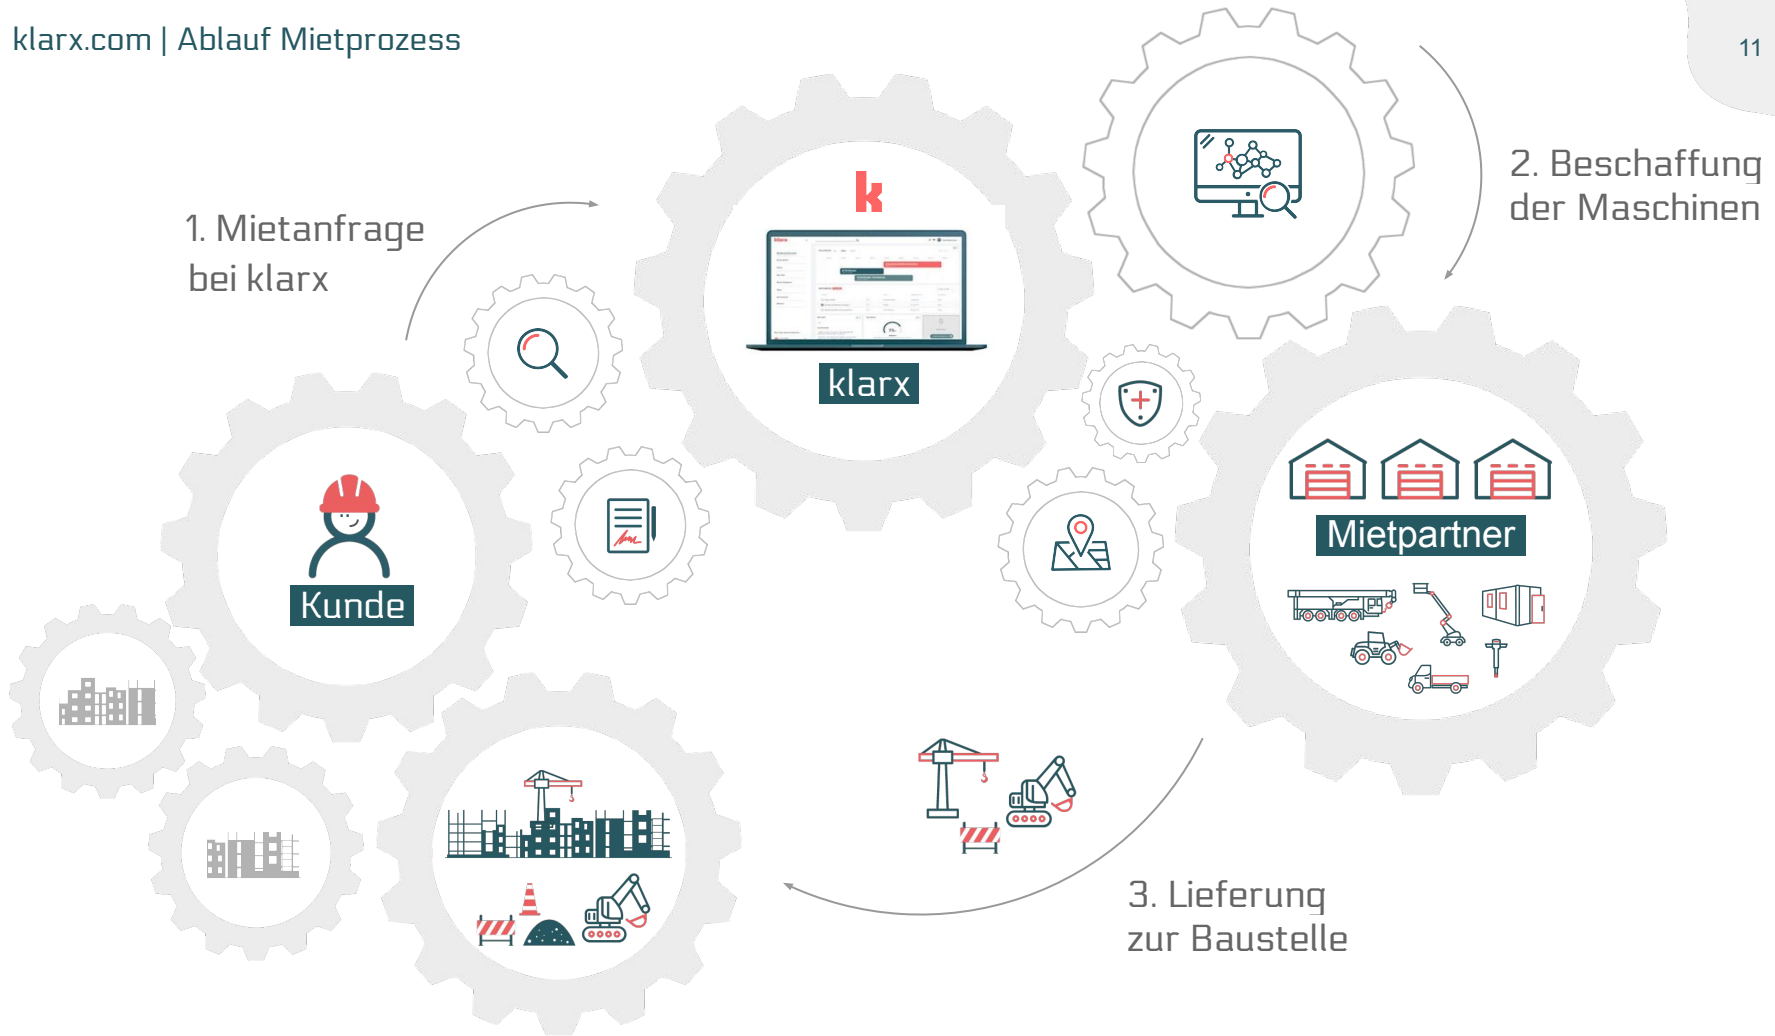 klarx.com | Ablauf Mietprozess
11
1. Mietanfrage
bei klarx
2. Beschaffung
der Maschinen
k
klarx
Mietpartner
Kunde
3. Lieferung
zur Baustelle